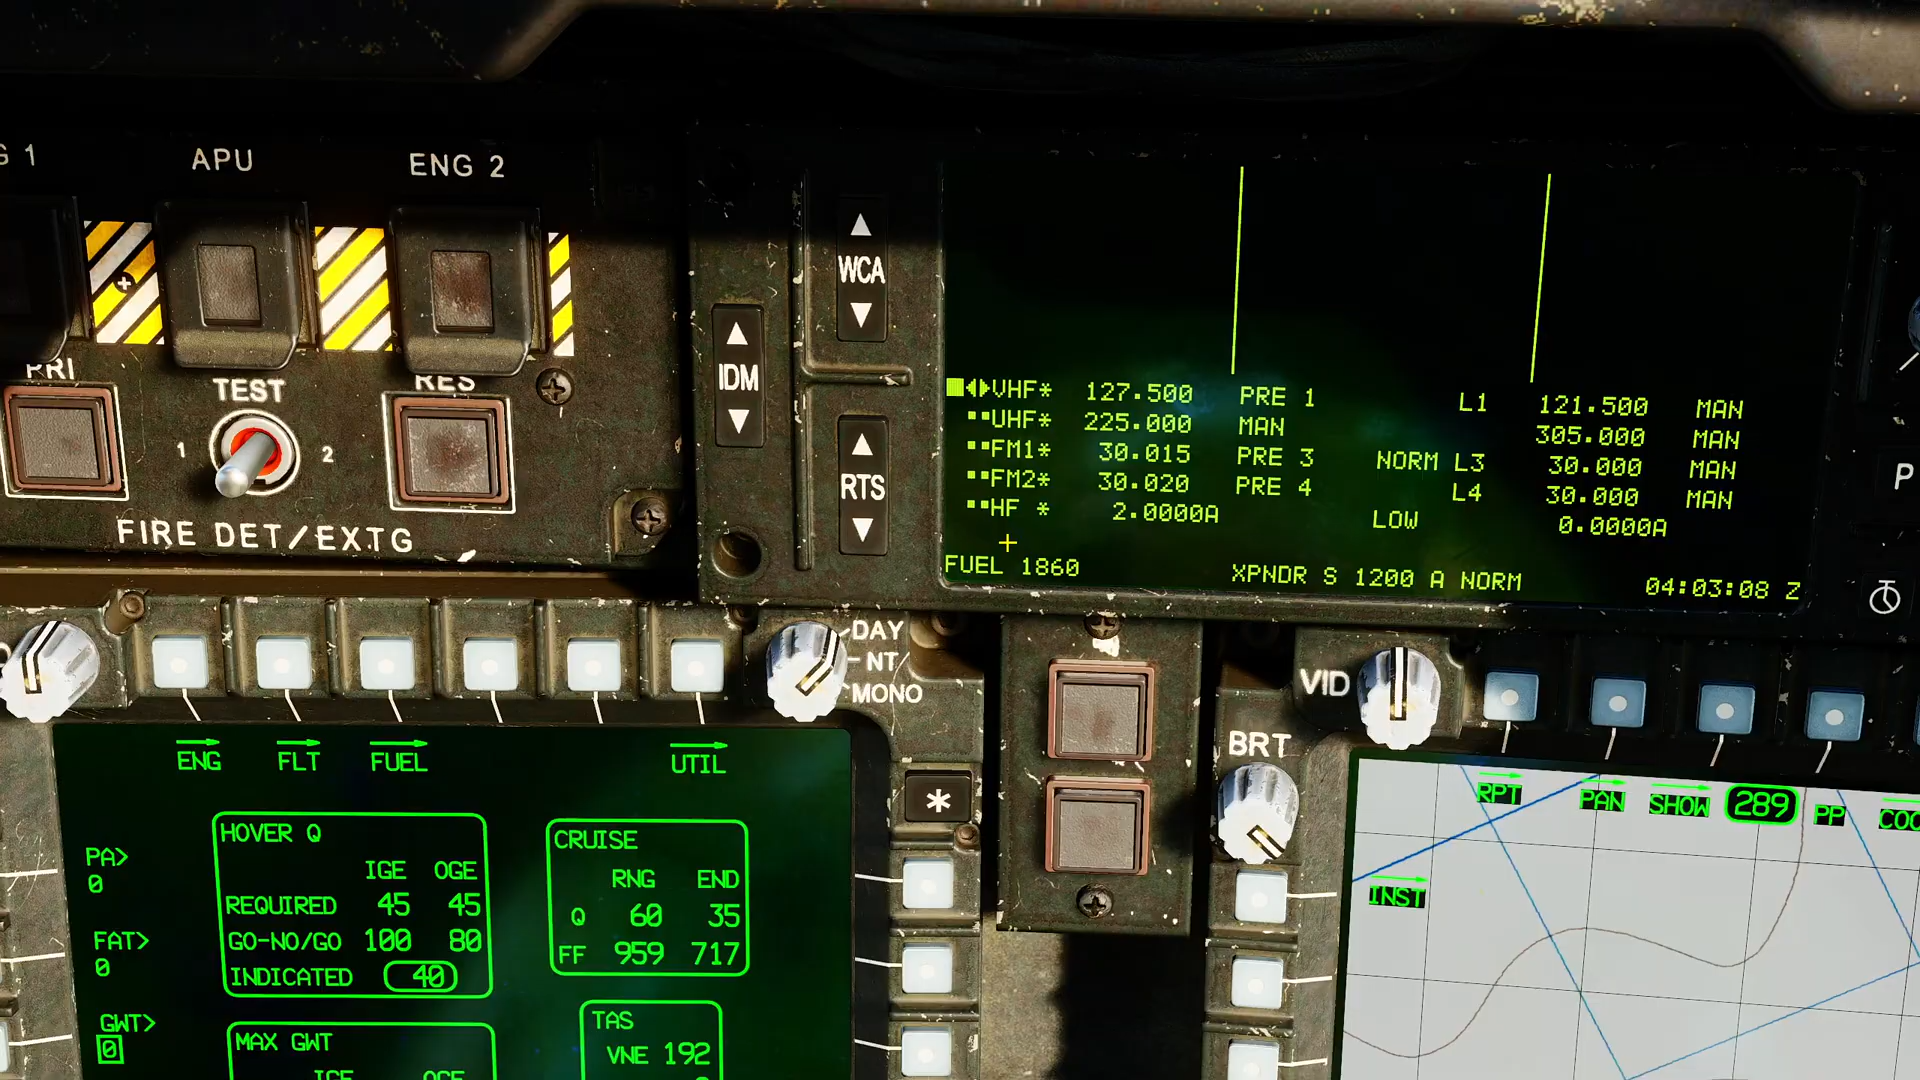 G 1
APU
ENG 2
PRI
TEST
RES
1
2
FIRE DET/EXTG
WCA
IDM
RTS
VHF* 127.500 PRE 1 L1 121.500 MAN
UHF* 225.000 MAN 305.000 MAN
FM1* 30.015 PRE 3 NORM L3 30.000 MAN
FM2* 30.020 PRE 4 L4 30.000 MAN
HF * 2.0000A LOW 0.0000A
FUEL 1860 XPNDR S 1200 A NORM 04:03:08 Z
P
DAY
NT
MONO
VID
BRT
*
ENG FLT FUEL UTIL
PA>
0
FAT>
0
GWT>
0
HOVER Q
IGE OGE
REQUIRED 45 45
GO-NO/GO 100 80
INDICATED 40
CRUISE
RNG END
Q 60 35
FF 959 717
MAX GWT
IGE OGE
TAS
VNE 192
RPT PAN SHOW 289 PP COO
INST